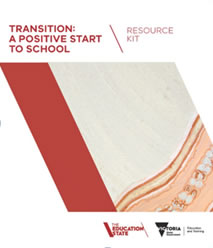 TRANSITION:
A POSITIVE START
TO SCHOOL
RESOURCE
KIT
THE
EDUCATION
STATE
VICTORIA
State
Government
Education
and Training